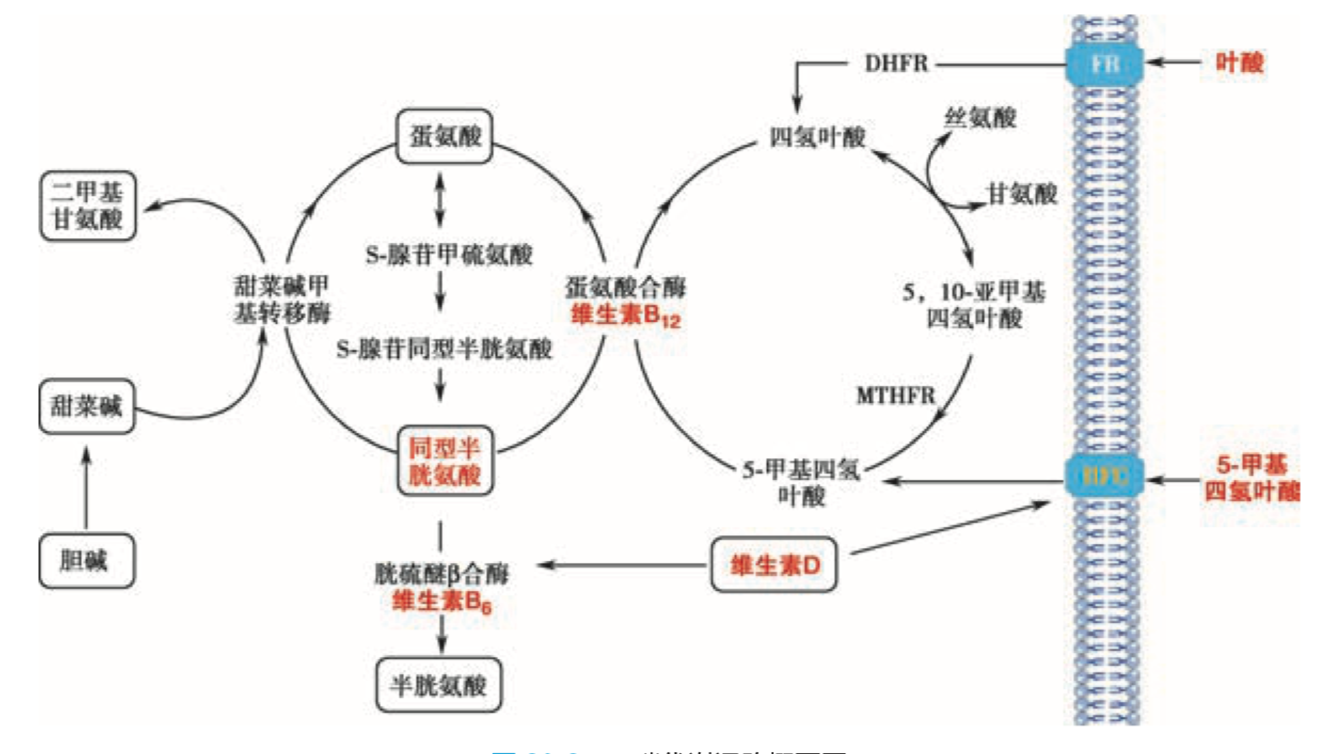 DHFR
FR
叶酸
丝氨酸
蛋氨酸
四氢叶酸
甘氨酸
二甲基
甘氨酸
S-腺苷甲硫氨酸
甜菜碱甲
基转移酶
蛋氨酸合酶
维生素B12
5，10-亚甲基
四氢叶酸
S-腺苷同型半胱氨酸
MTHFR
甜菜碱
同型半
胱氨酸
5-甲基四氢
叶酸
5-甲基
四氢叶酸
胆碱
维生素D
胱硫醚β合酶
维生素B6
半胱氨酸